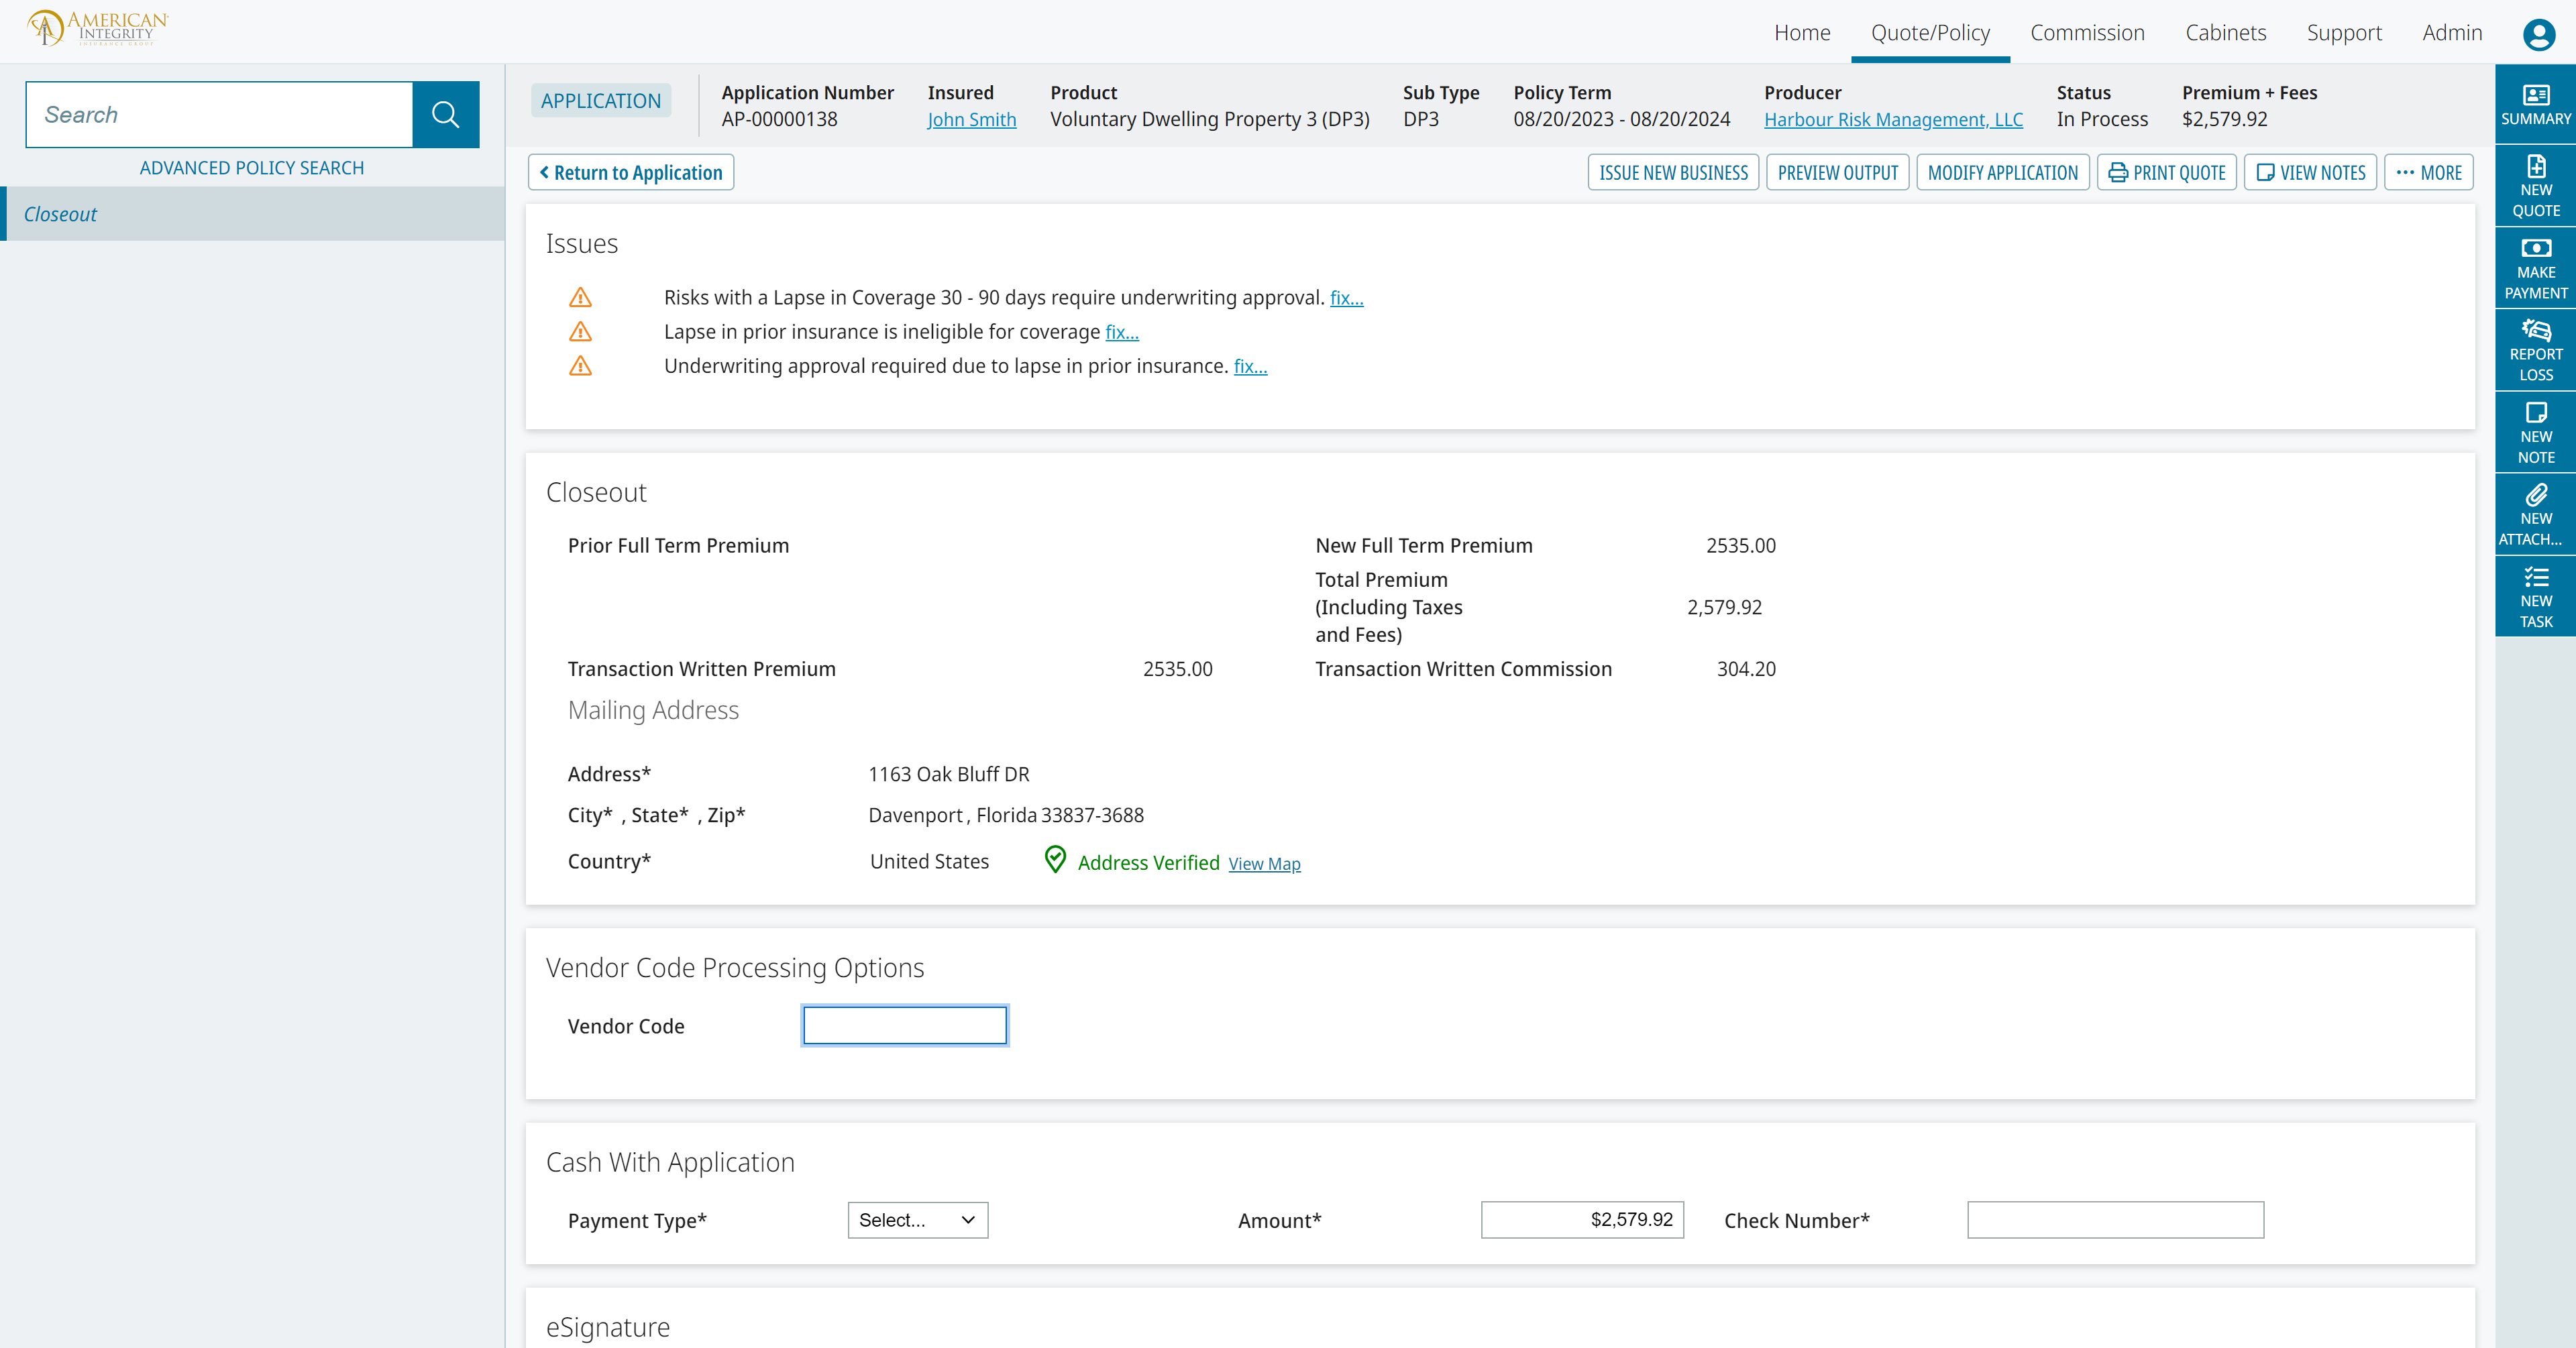 AMERICAN
INTEGRITY
INSURANCE GROUP
Home Quote/Policy Commission Cabinets Support Admin
Search
ADVANCED POLICY SEARCH
Closeout
APPLICATION
Application Number Insured Product Sub Type Policy Term Producer Status Premium + Fees
AP-00000138 John Smith Voluntary Dwelling Property 3 (DP3) DP3 08/20/2023 - 08/20/2024 Harbour Risk Management, LLC In Process $2,579.92
Return to Application ISSUE NEW BUSINESS PREVIEW OUTPUT MODIFY APPLICATION PRINT QUOTE VIEW NOTES ••• MORE
Issues
Risks with a Lapse in Coverage 30 - 90 days require underwriting approval. fix...
Lapse in prior insurance is ineligible for coverage fix...
Underwriting approval required due to lapse in prior insurance. fix...
Closeout
Prior Full Term Premium New Full Term Premium 2535.00
Total Premium
(Including Taxes 2,579.92
and Fees)
Transaction Written Premium 2535.00 Transaction Written Commission 304.20
Mailing Address
Address* 1163 Oak Bluff DR
City* , State* , Zip* Davenport , Florida 33837-3688
Country* United States Address Verified View Map
Vendor Code Processing Options
Vendor Code
Cash With Application
Payment Type* Select... Amount* $2,579.92 Check Number*
eSignature
SUMMARY
NEW
QUOTE
MAKE
PAYMENT
REPORT
LOSS
NEW
NOTE
NEW
ATTACH...
NEW
TASK